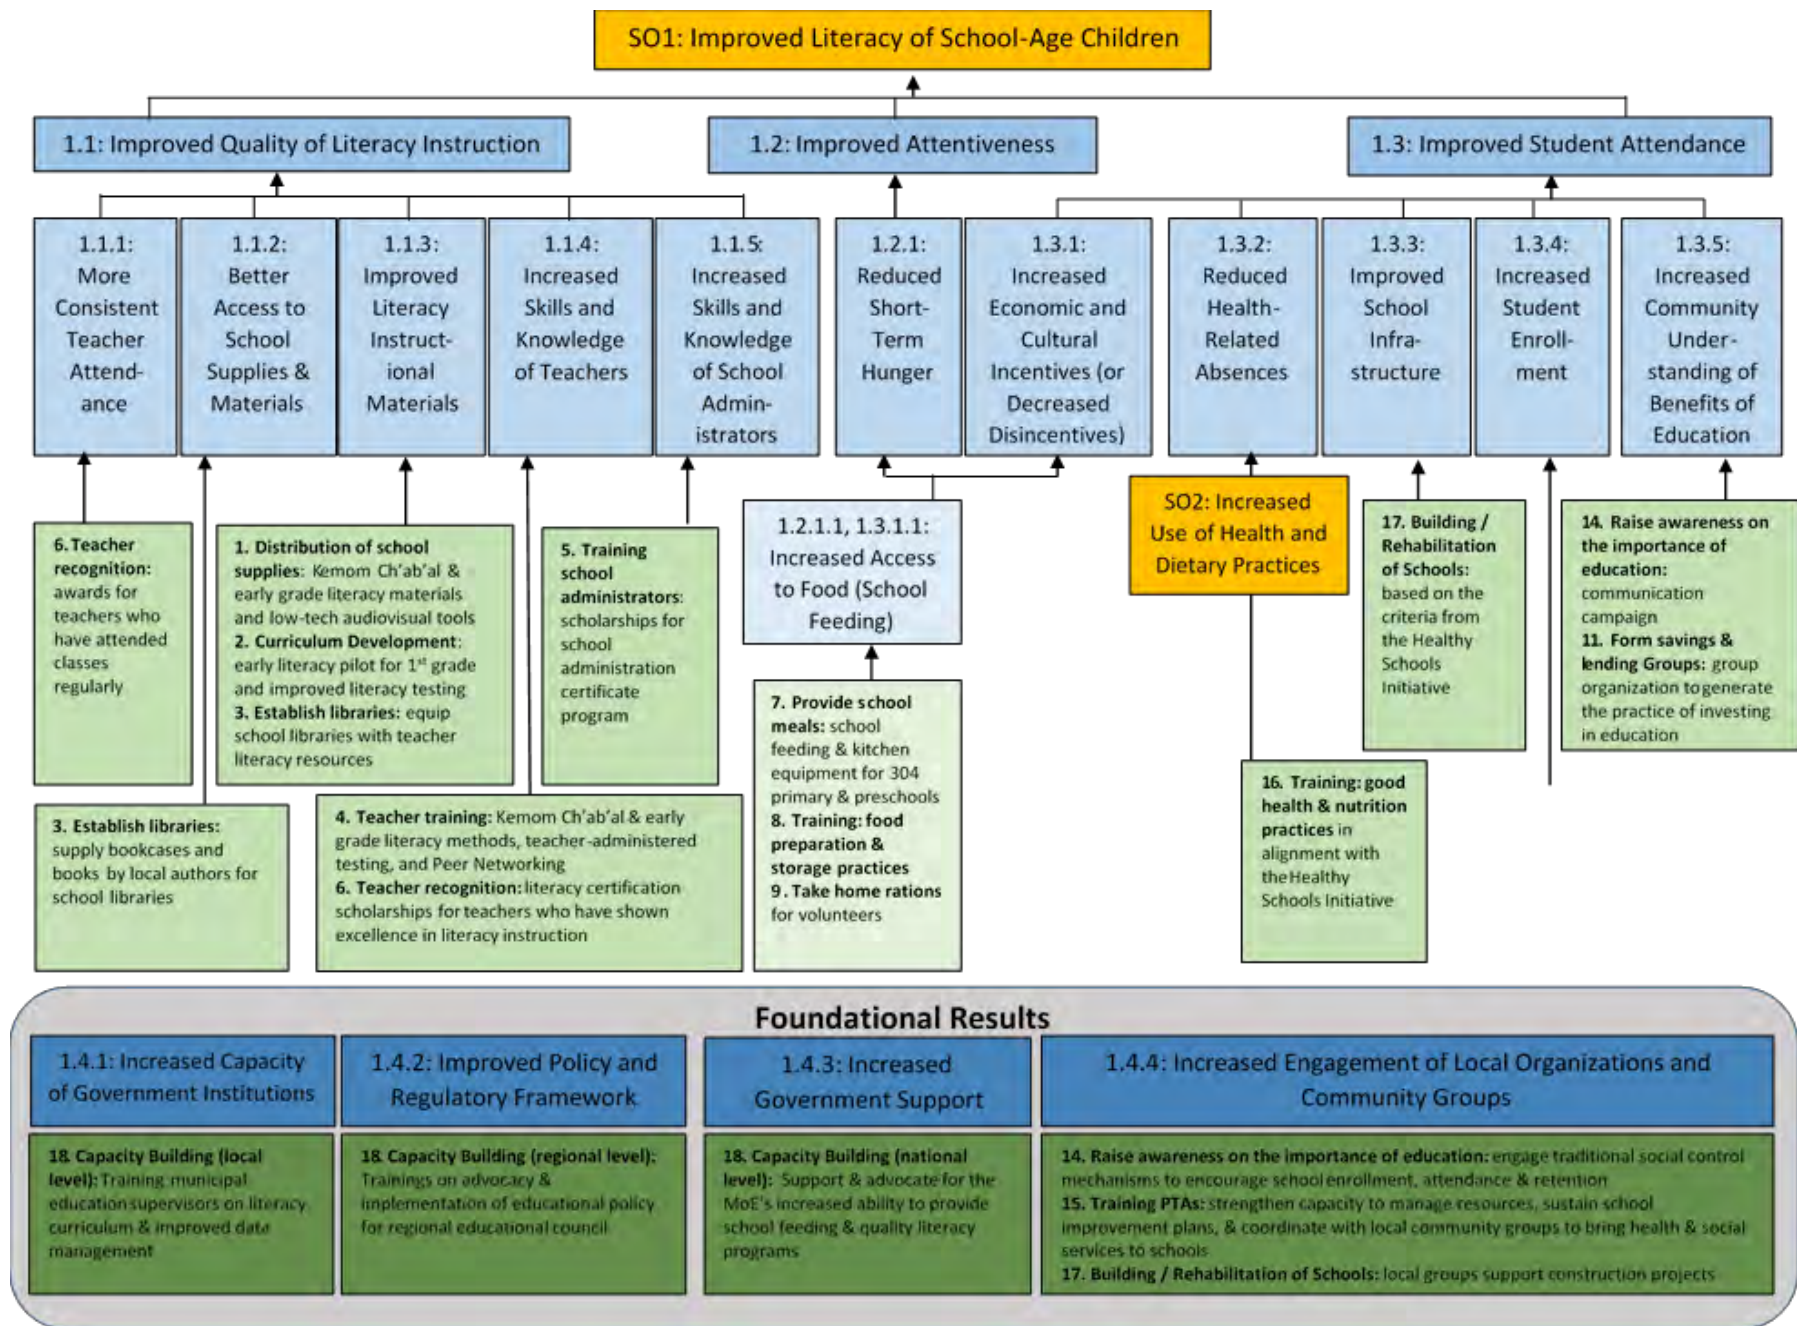 SO1: Improved Literacy of School-Age Children
1.1: Improved Quality of Literacy Instruction
1.2: Improved Attentiveness
1.3: Improved Student Attendance
1.1.1:
More
Consistent
Teacher
Attend-
ance
1.1.2:
Better
Access to
School
Supplies &
Materials
1.1.3:
Improved
Literacy
Instruct-
ional
Materials
1.1.4:
Increased
Skills and
Knowledge
of Teachers
1.1.5:
Increased
Skills and
Knowledge
of School
Admin-
istrators
1.2.1:
Reduced
Short-
Term
Hunger
1.3.1:
Increased
Economic and
Cultural
Incentives (or
Decreased
Disincentives)
1.3.2:
Reduced
Health-
Related
Absences
1.3.3:
Improved
School
Infra-
structure
1.3.4:
Increased
Student
Enroll-
ment
1.3.5:
Increased
Community
Under-
standing of
Benefits of
Education
6. Teacher
recognition:
awards for
teachers who
have attended
classes
regularly
1. Distribution of school
supplies: Kemom Ch'ab'al &
early grade literacy materials
and low-tech audiovisual tools
2. Curriculum Development:
early literacy pilot for 1st grade
and improved literacy testing
3. Establish libraries: equip
school libraries with teacher
literacy resources
5. Training
school
administrators:
scholarships for
school
administration
certificate
program
1.2.1.1, 1.3.1.1:
Increased Access
to Food (School
Feeding)
SO2: Increased
Use of Health and
Dietary Practices
17. Building /
Rehabilitation
of Schools:
based on the
criteria from
the Healthy
Schools
Initiative
14. Raise awareness on
the importance of
education:
communication
campaign
11. Form savings &
lending Groups: group
organization to generate
the practice of investing
in education
3. Establish libraries:
supply bookcases and
books by local authors for
school libraries
4. Teacher training: Kemom Ch'ab'al & early
grade literacy methods, teacher-administered
testing, and Peer Networking
6. Teacher recognition: literacy certification
scholarships for teachers who have shown
excellence in literacy instruction
7. Provide school
meals: school
feeding & kitchen
equipment for 304
primary & preschools
8. Training: food
preparation &
storage practices
9. Take home rations
for volunteers
16. Training: good
health & nutrition
practices in
alignment with
the Healthy
Schools Initiative
Foundational Results
1.4.1: Increased Capacity
of Government Institutions
1.4.2: Improved Policy and
Regulatory Framework
1.4.3: Increased
Government Support
1.4.4: Increased Engagement of Local Organizations and
Community Groups
18. Capacity Building (local
level): Training municipal
education supervisors on literacy
curriculum & improved data
management
18. Capacity Building (regional level):
Trainings on advocacy &
implementation of educational policy
for regional educational council
18. Capacity Building (national
level): Support & advocate for the
MoE's increased ability to provide
school feeding & quality literacy
programs
14. Raise awareness on the importance of education: engage traditional social control
mechanisms to encourage school enrollment, attendance & retention
15. Training PTAs: strengthen capacity to manage resources, sustain school
improvement plans, & coordinate with local community groups to bring health & social
services to schools
17. Building / Rehabilitation of Schools: local groups support construction projects